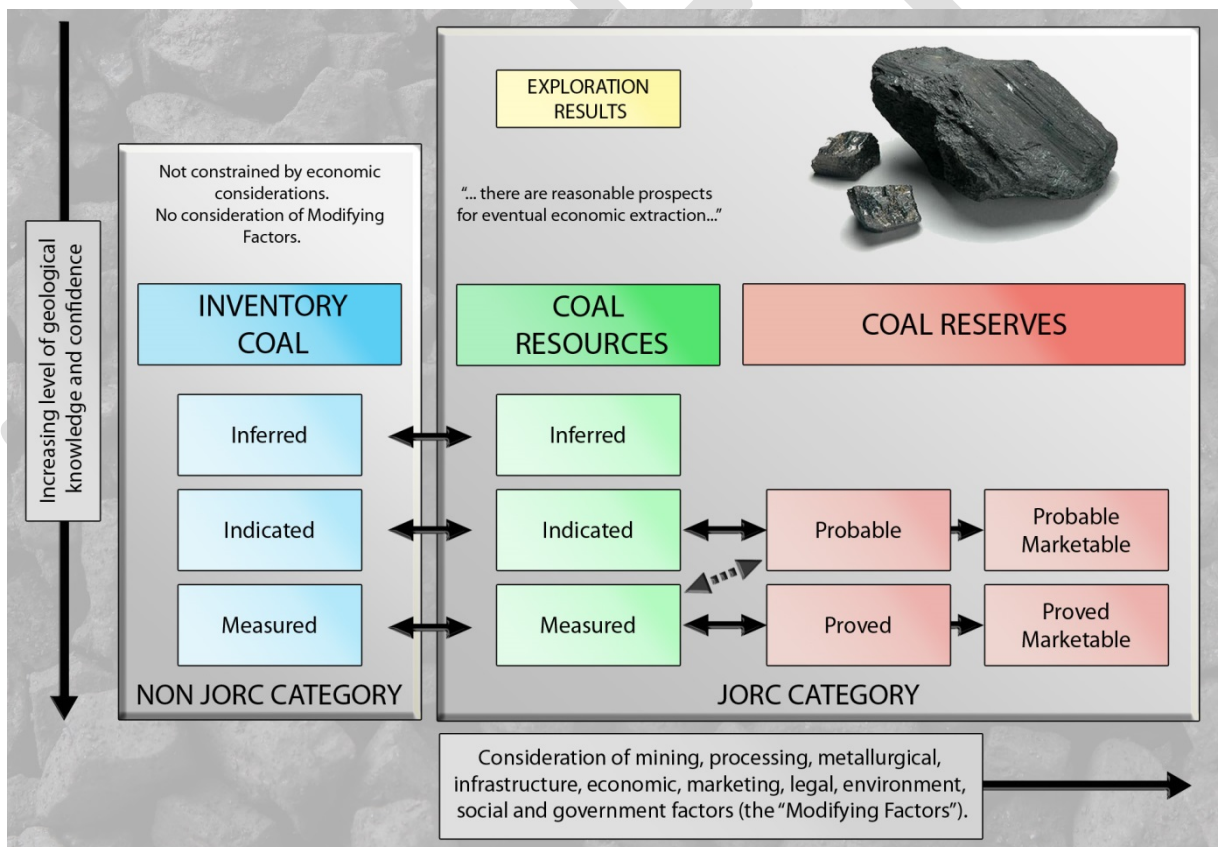 EXPLORATION
RESULTS
Not constrained by economic
considerations.
No consideration of Modifying
Factors.
“... there are reasonable prospects
for eventual economic extraction...”
Increasing level of geological
knowledge and confidence
INVENTORY
COAL
COAL
RESOURCES
COAL RESERVES
Inferred
Inferred
Indicated
Indicated
Probable
Probable
Marketable
Measured
Measured
Proved
Proved
Marketable
NON JORC CATEGORY
JORC CATEGORY
Consideration of mining, processing, metallurgical,
infrastructure, economic, marketing, legal, environment,
social and government factors (the “Modifying Factors”).